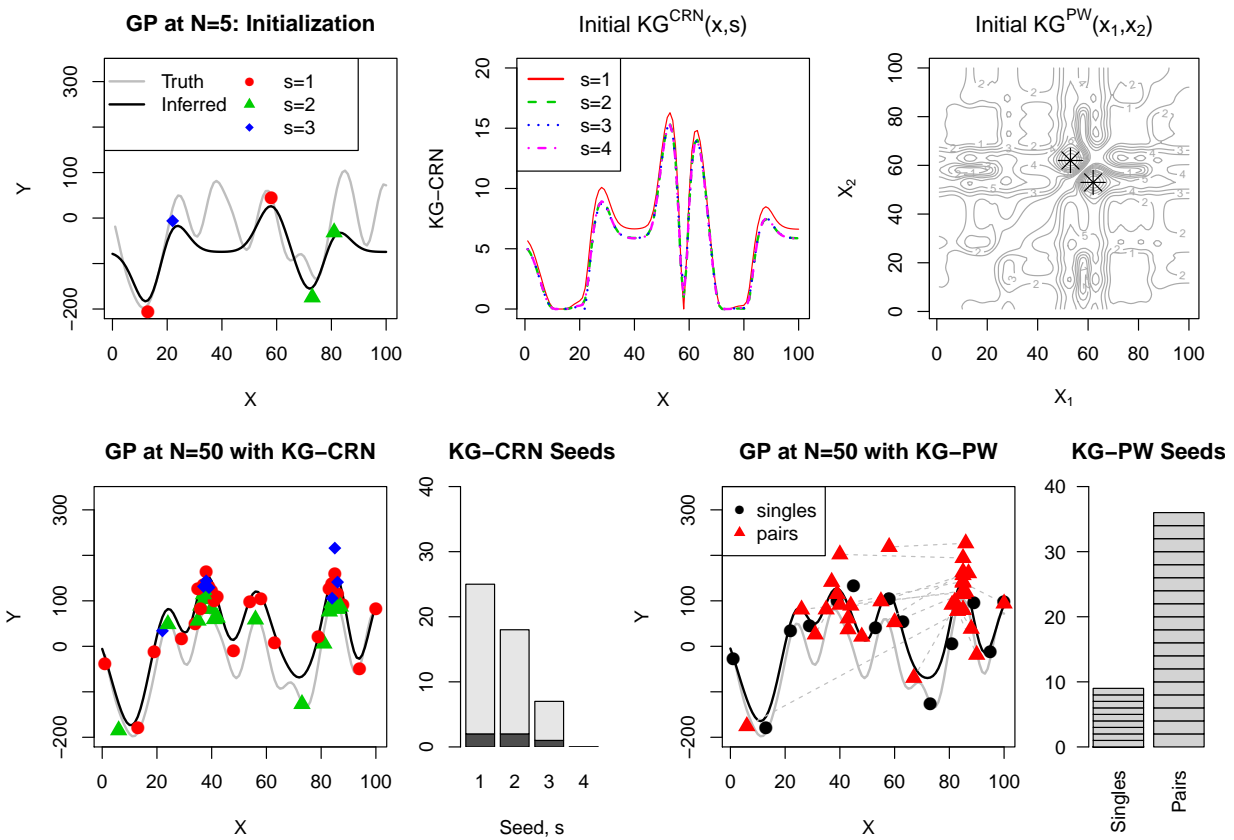 GP at N=5: Initialization
Truth
Inferred
s=1
s=2
s=3
Y
−200
0
100
300
0
20
40
60
80
100
X
Initial KG^CRN(x,s)
s=1
s=2
s=3
s=4
KG−CRN
0
5
10
15
20
0
20
40
60
80
100
X
Initial KG^PW(x₁,x₂)
X₂
0
20
40
60
80
100
0
20
40
60
80
100
X₁
GP at N=50 with KG−CRN
Y
−200
0
100
300
0
20
40
60
80
100
X
KG−CRN Seeds
0
10
20
30
40
1
2
3
4
Seed, s
GP at N=50 with KG−PW
singles
pairs
Y
−200
0
100
300
0
20
40
60
80
100
X
KG−PW Seeds
0
10
20
30
40
Singles
Pairs